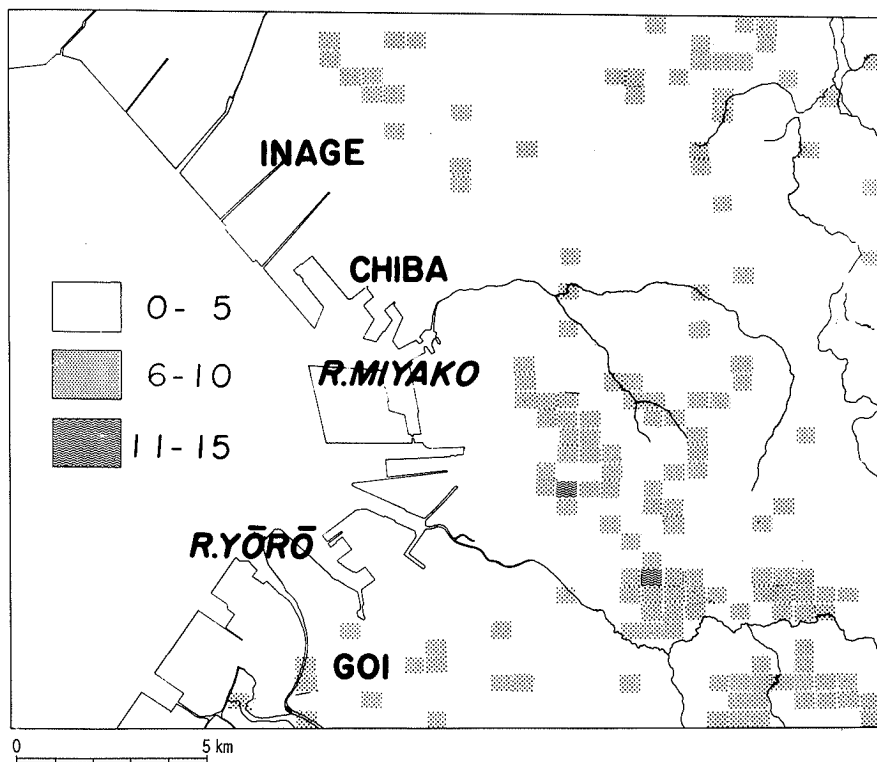 INAGE
CHIBA
0-5
6-10
R.MIYAKO
11-15
R.YŌRŌ
GOI
0 5 km